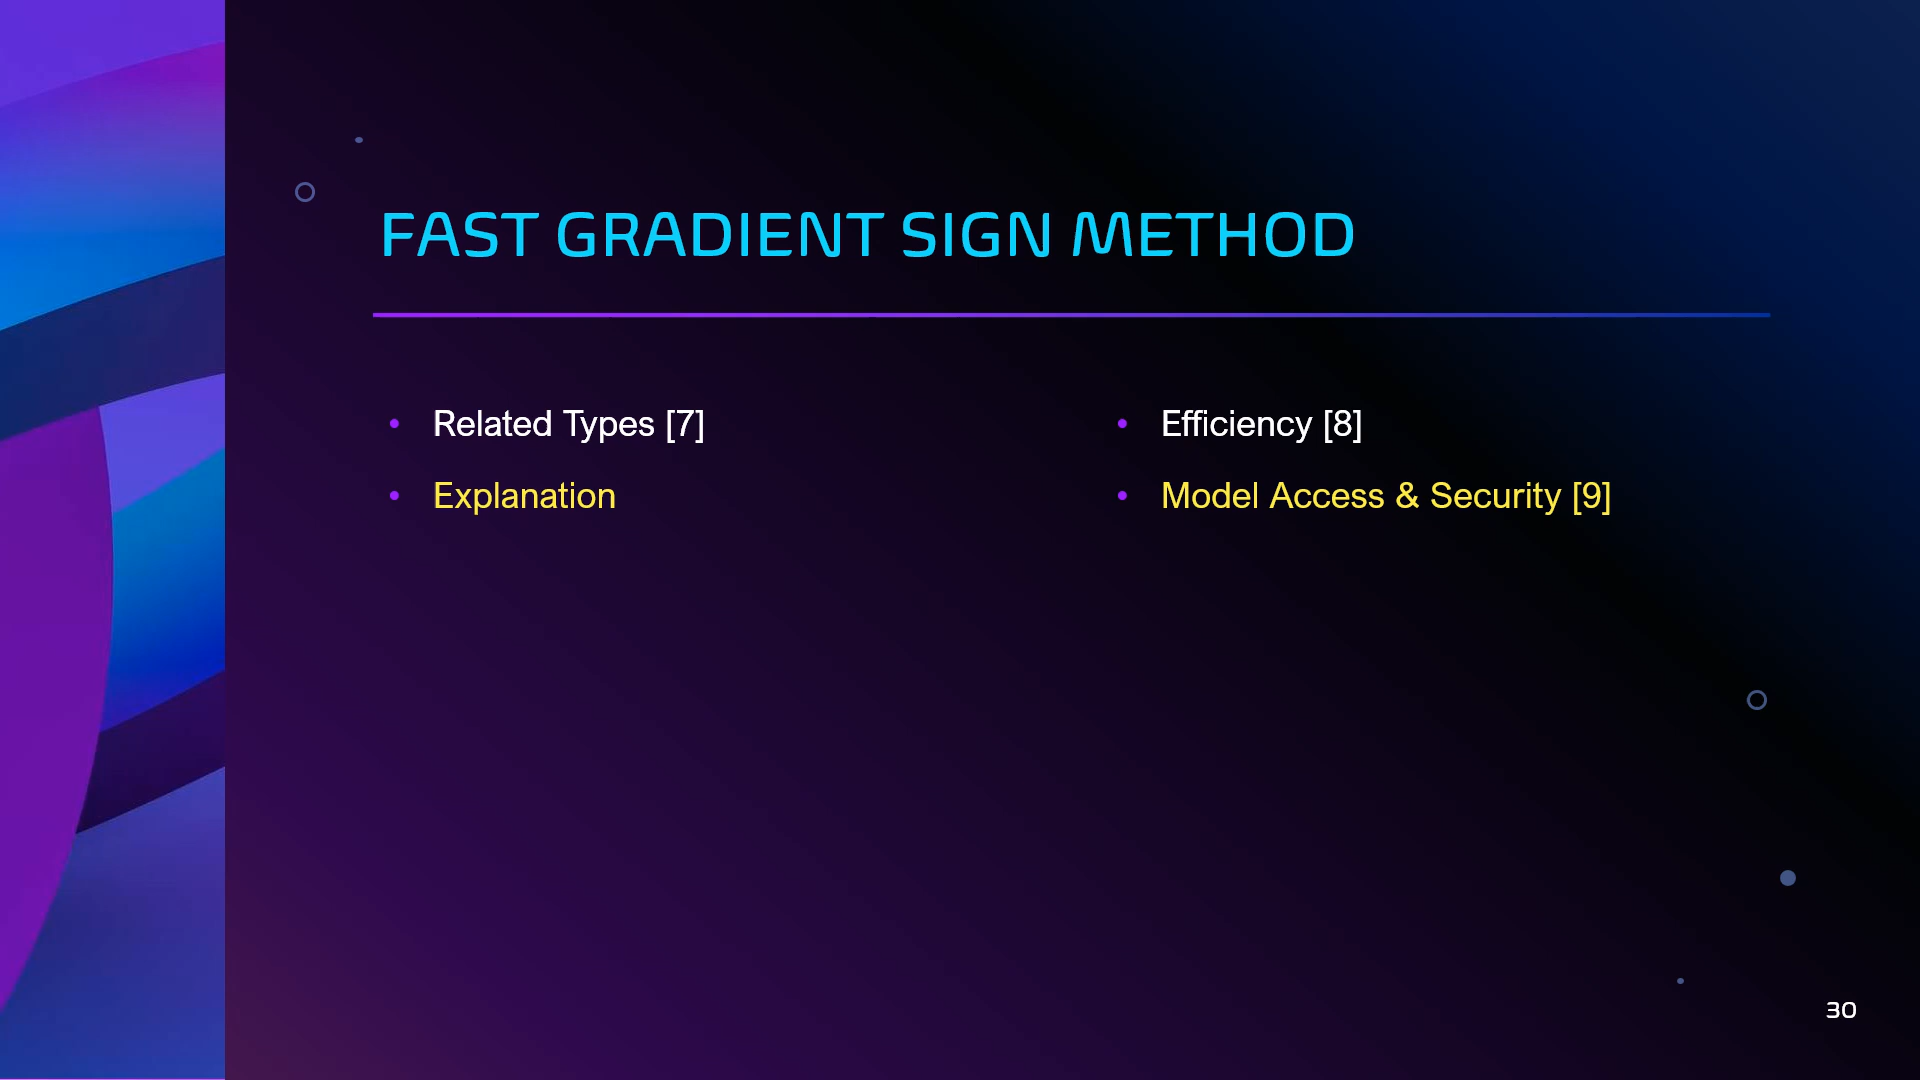 FAST GRADIENT SIGN METHOD
• Related Types [7]
• Explanation
• Efficiency [8]
• Model Access & Security [9]
30